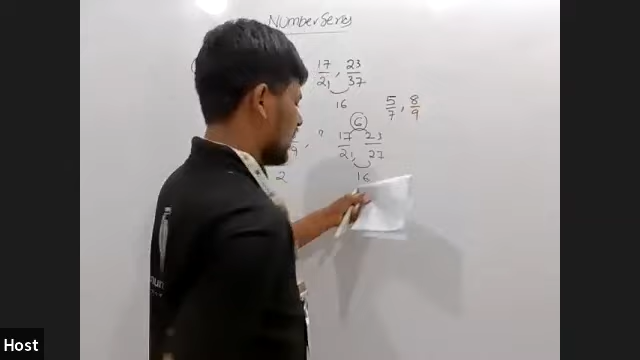 Number Series
17/21, 23/37
16
5/7, 8/9
6
9, ? 17/21, 23/27
2 16
Host